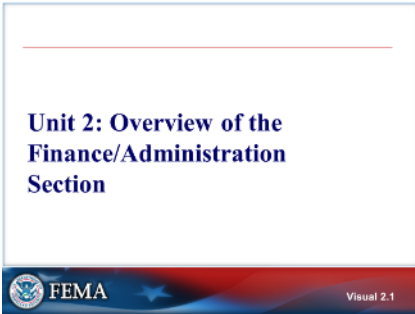 Unit 2: Overview of the
Finance/Administration
Section
FEMA
Visual 2.1